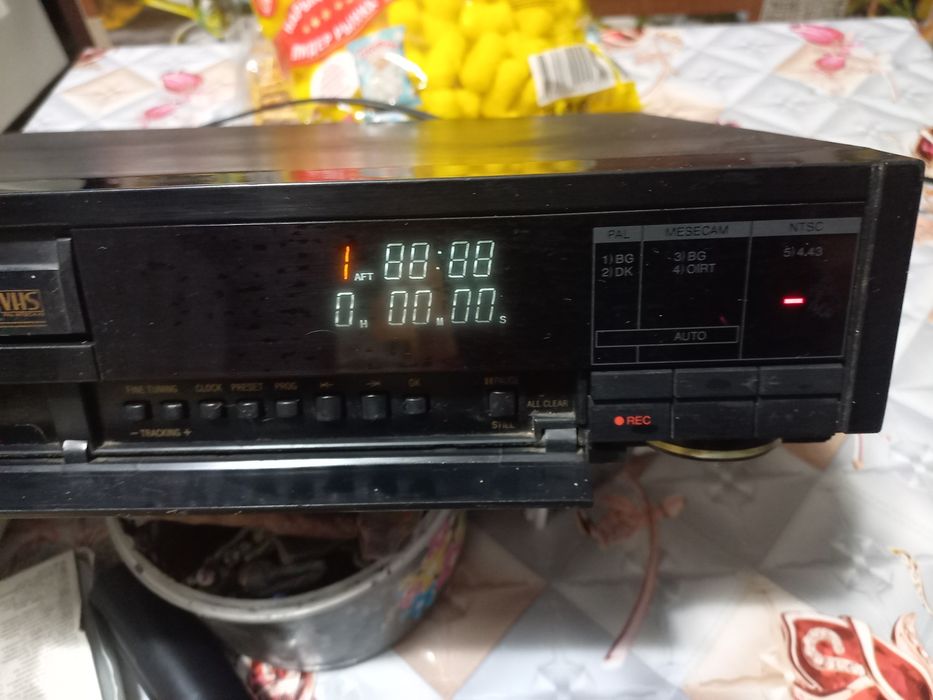 1 AFT 88:88
0 H 00 M 00 S
VHS
PAL MESECAM NTSC
1) BG 3) BG 5) 4.43
2) DK 4) OIRT
AUTO
FINE TUNING CLOCK PRESET PROG OK PAUSE
ALL CLEAR
STILL
- TRACKING +
REC